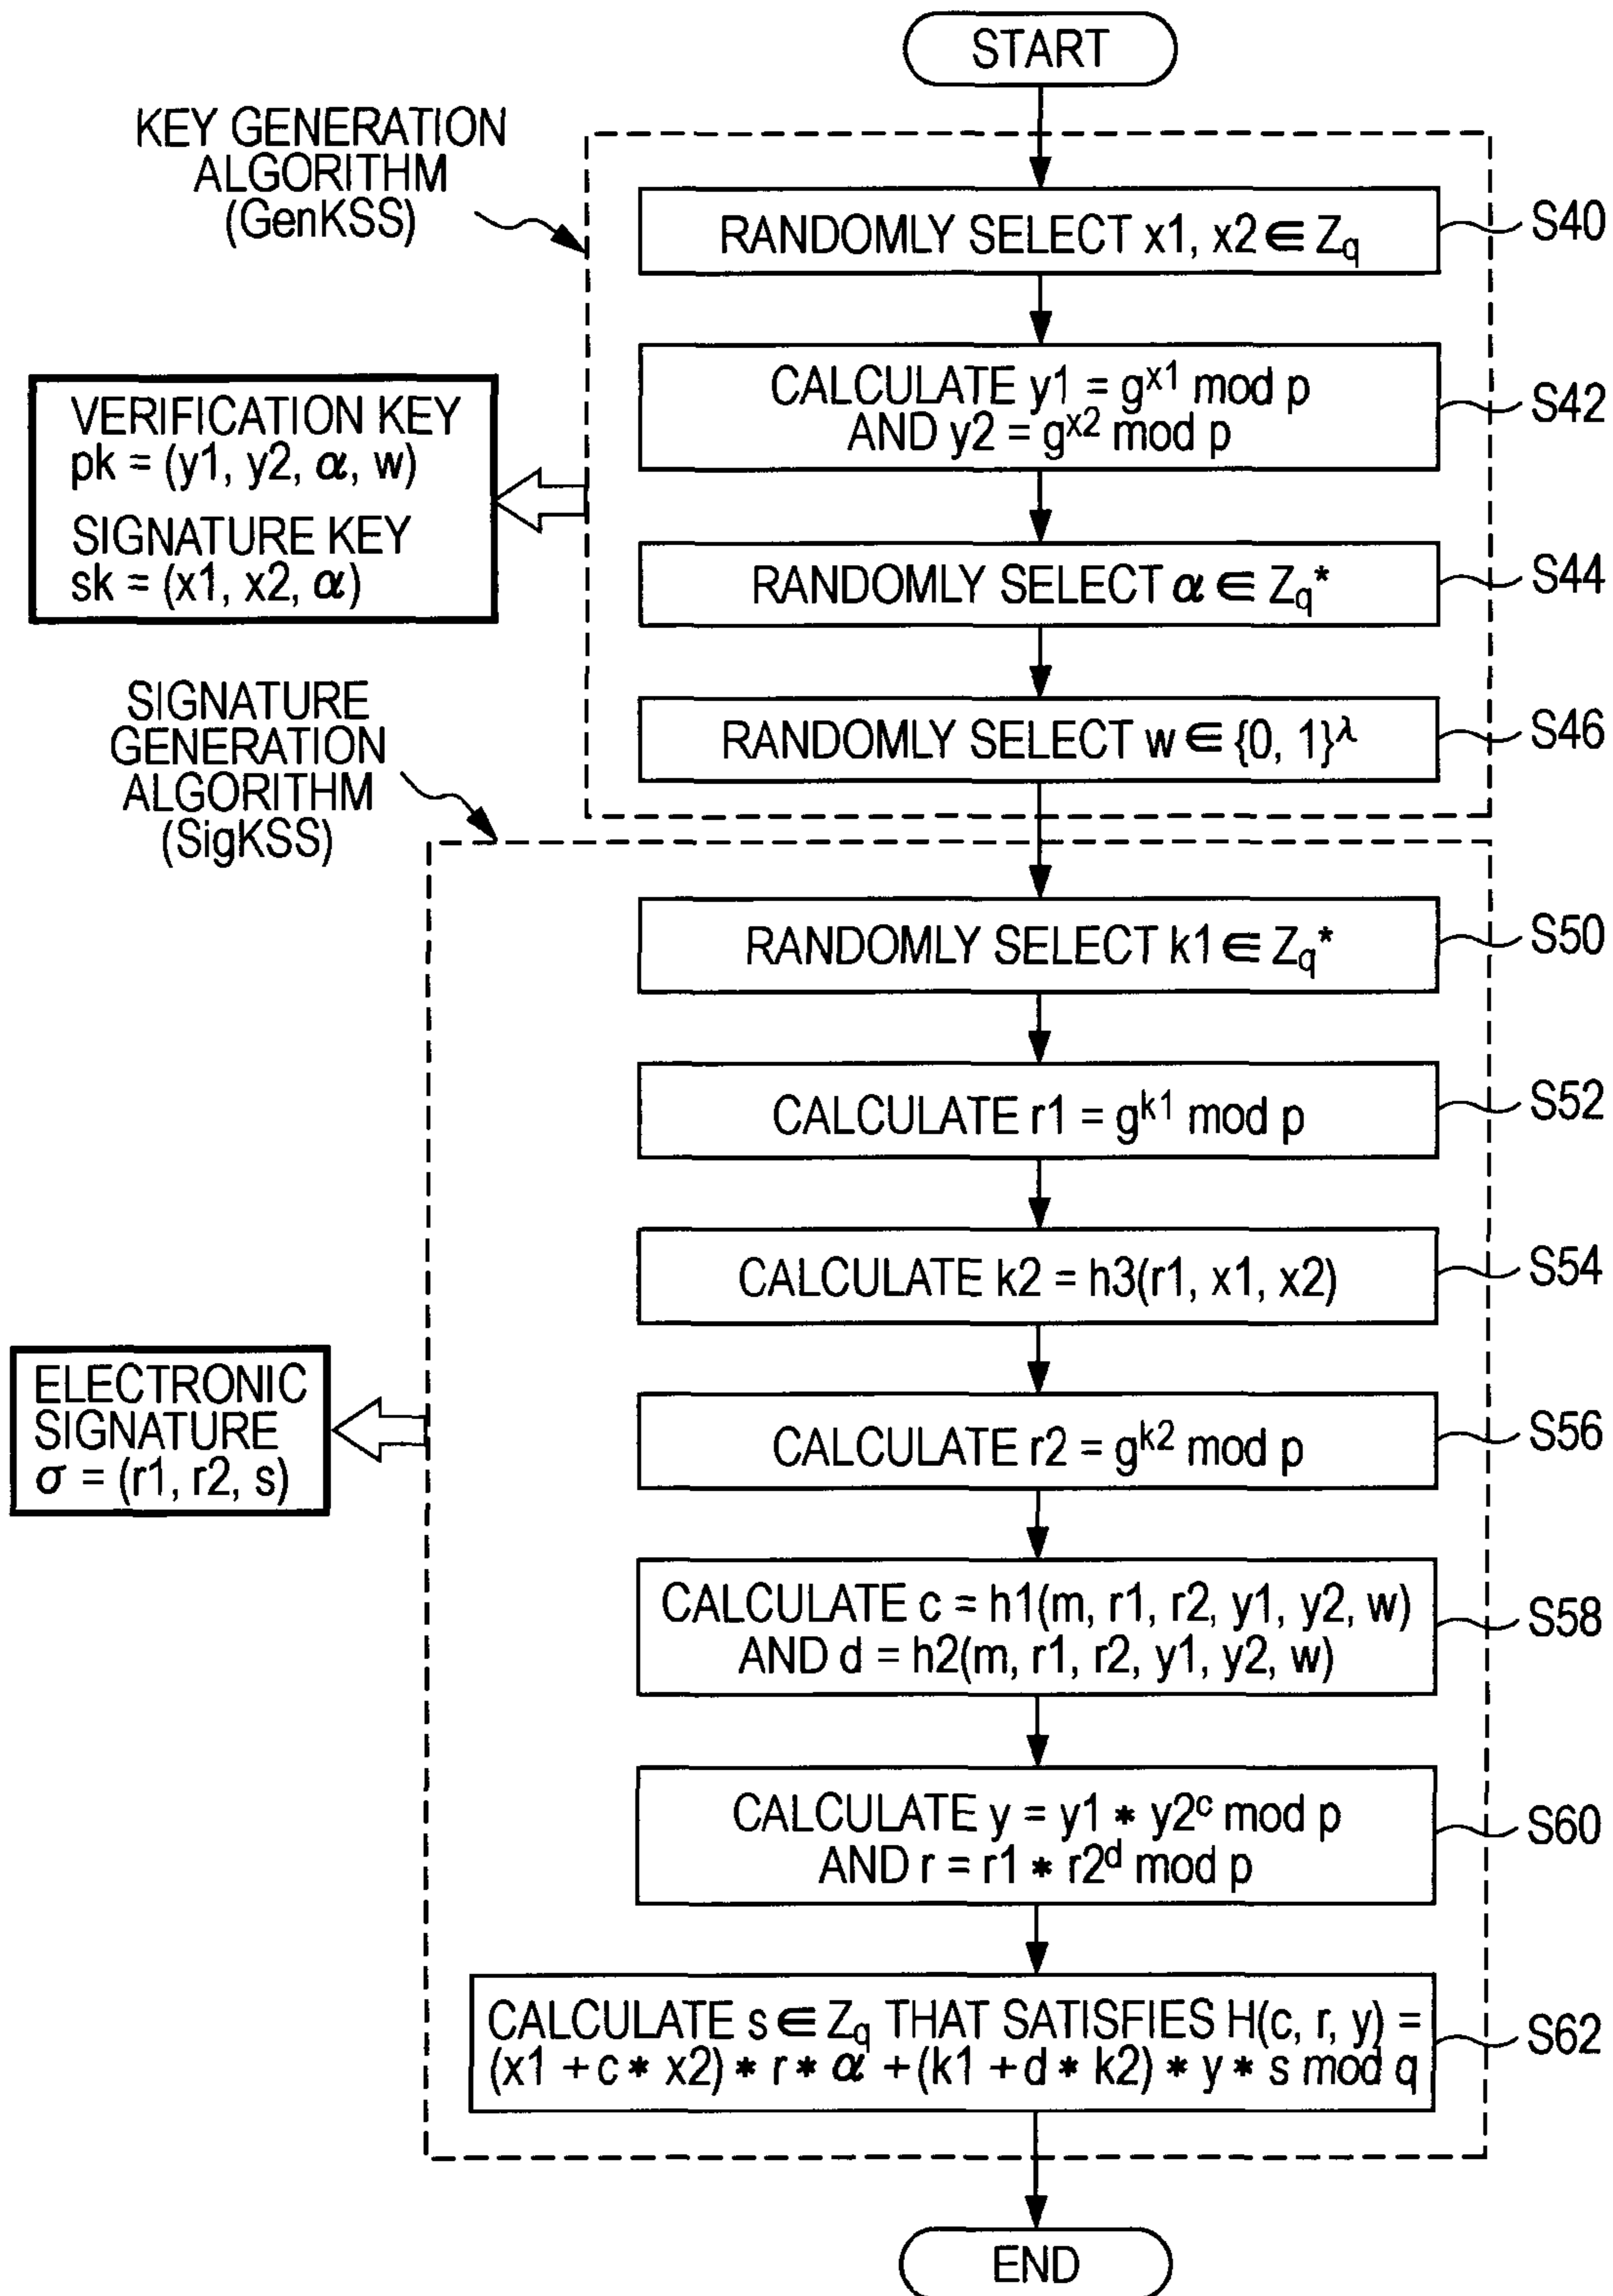 START
KEY GENERATION
ALGORITHM
(GenKSS)
RANDOMLY SELECT x1, x2 ∈ Zq
S40
CALCULATE y1 = g^x1 mod p
AND y2 = g^x2 mod p
S42
VERIFICATION KEY
pk = (y1, y2, α, w)
SIGNATURE KEY
sk = (x1, x2, α)
RANDOMLY SELECT α ∈ Zq*
S44
RANDOMLY SELECT w ∈ {0, 1}^λ
S46
SIGNATURE
GENERATION
ALGORITHM
(SigKSS)
RANDOMLY SELECT k1 ∈ Zq*
S50
CALCULATE r1 = g^k1 mod p
S52
CALCULATE k2 = h3(r1, x1, x2)
S54
ELECTRONIC
SIGNATURE
σ = (r1, r2, s)
CALCULATE r2 = g^k2 mod p
S56
CALCULATE c = h1(m, r1, r2, y1, y2, w)
AND d = h2(m, r1, r2, y1, y2, w)
S58
CALCULATE y = y1 * y2^c mod p
AND r = r1 * r2^d mod p
S60
CALCULATE s ∈ Zq THAT SATISFIES H(c, r, y) =
(x1 + c * x2) * r * α + (k1 + d * k2) * y * s mod q
S62
END